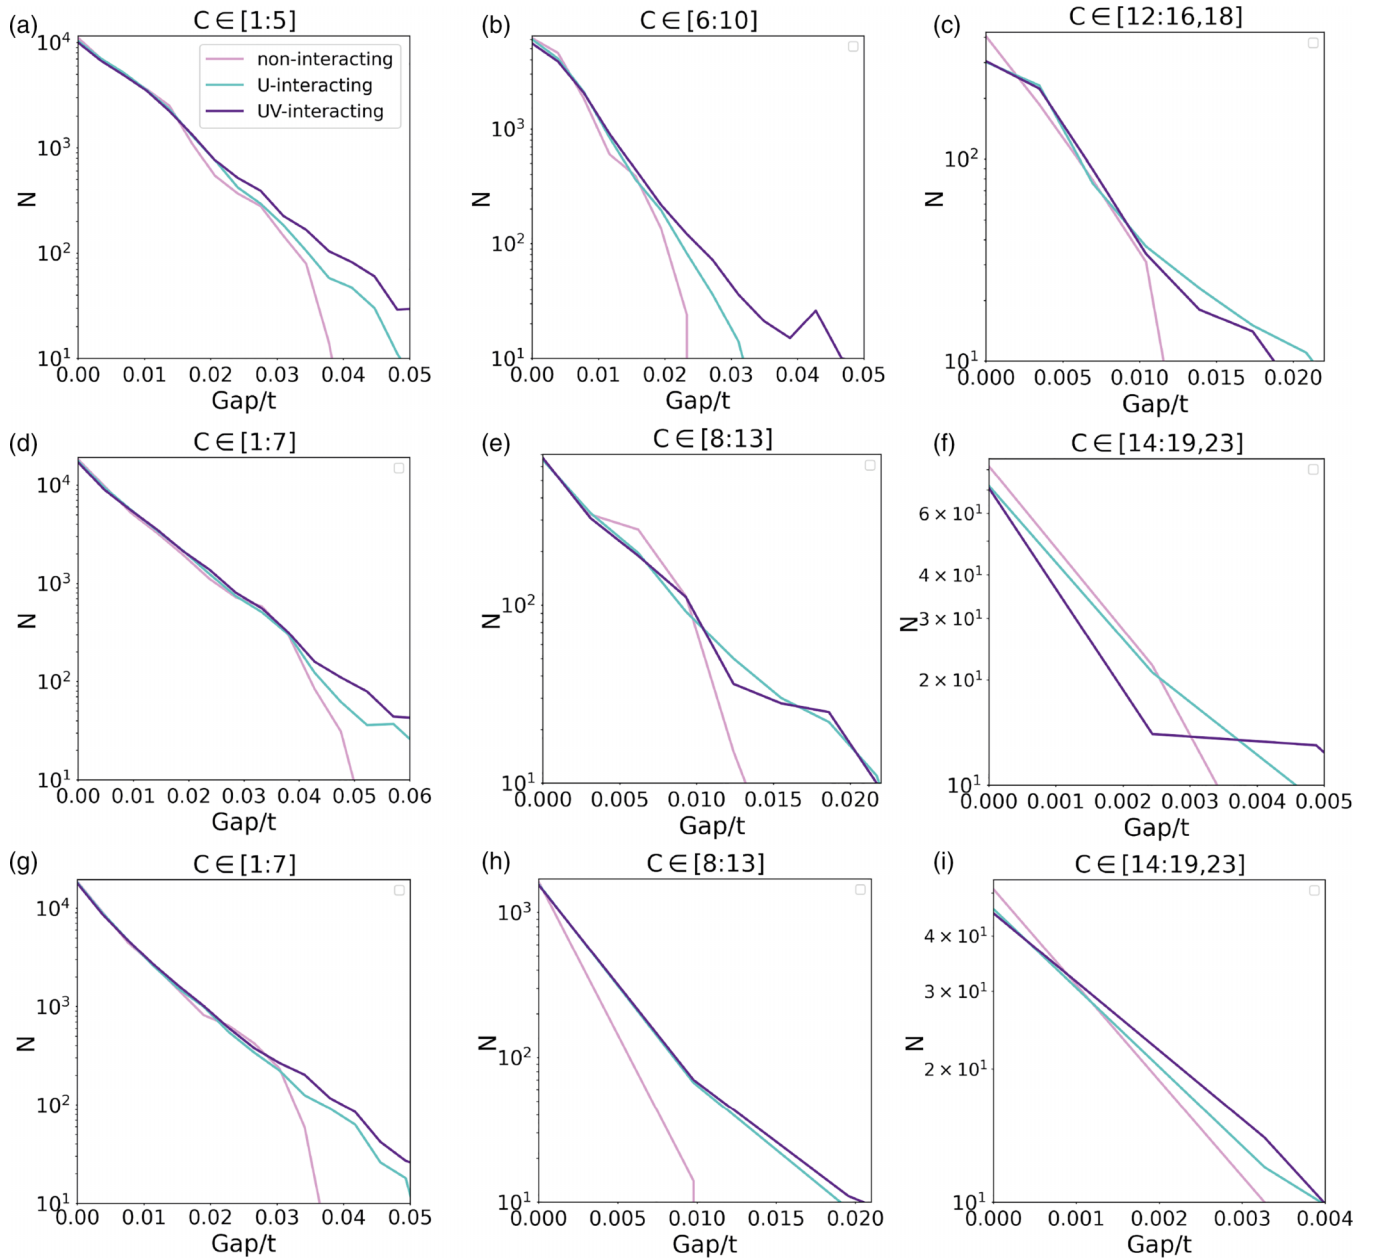 (a) C ∈ [1:5]
10⁴
10³
10²
10¹
N
non-interacting
U-interacting
UV-interacting
0.00 0.01 0.02 0.03 0.04 0.05
Gap/t
(b) C ∈ [6:10]
10³
10²
10¹
N
0.00 0.01 0.02 0.03 0.04 0.05
Gap/t
(c) C ∈ [12:16,18]
10²
10¹
N
0.000 0.005 0.010 0.015 0.020
Gap/t
(d) C ∈ [1:7]
10⁴
10³
10²
10¹
N
0.00 0.01 0.02 0.03 0.04 0.05 0.06
Gap/t
(e) C ∈ [8:13]
10²
10¹
N
0.000 0.005 0.010 0.015 0.020
Gap/t
(f) C ∈ [14:19,23]
6 × 10¹
4 × 10¹
3 × 10¹
2 × 10¹
10¹
N
0.000 0.001 0.002 0.003 0.004 0.005
Gap/t
(g) C ∈ [1:7]
10⁴
10³
10²
10¹
N
0.00 0.01 0.02 0.03 0.04 0.05
Gap/t
(h) C ∈ [8:13]
10³
10²
10¹
N
0.000 0.005 0.010 0.015 0.020
Gap/t
(i) C ∈ [14:19,23]
4 × 10¹
3 × 10¹
2 × 10¹
10¹
N
0.000 0.001 0.002 0.003 0.004
Gap/t